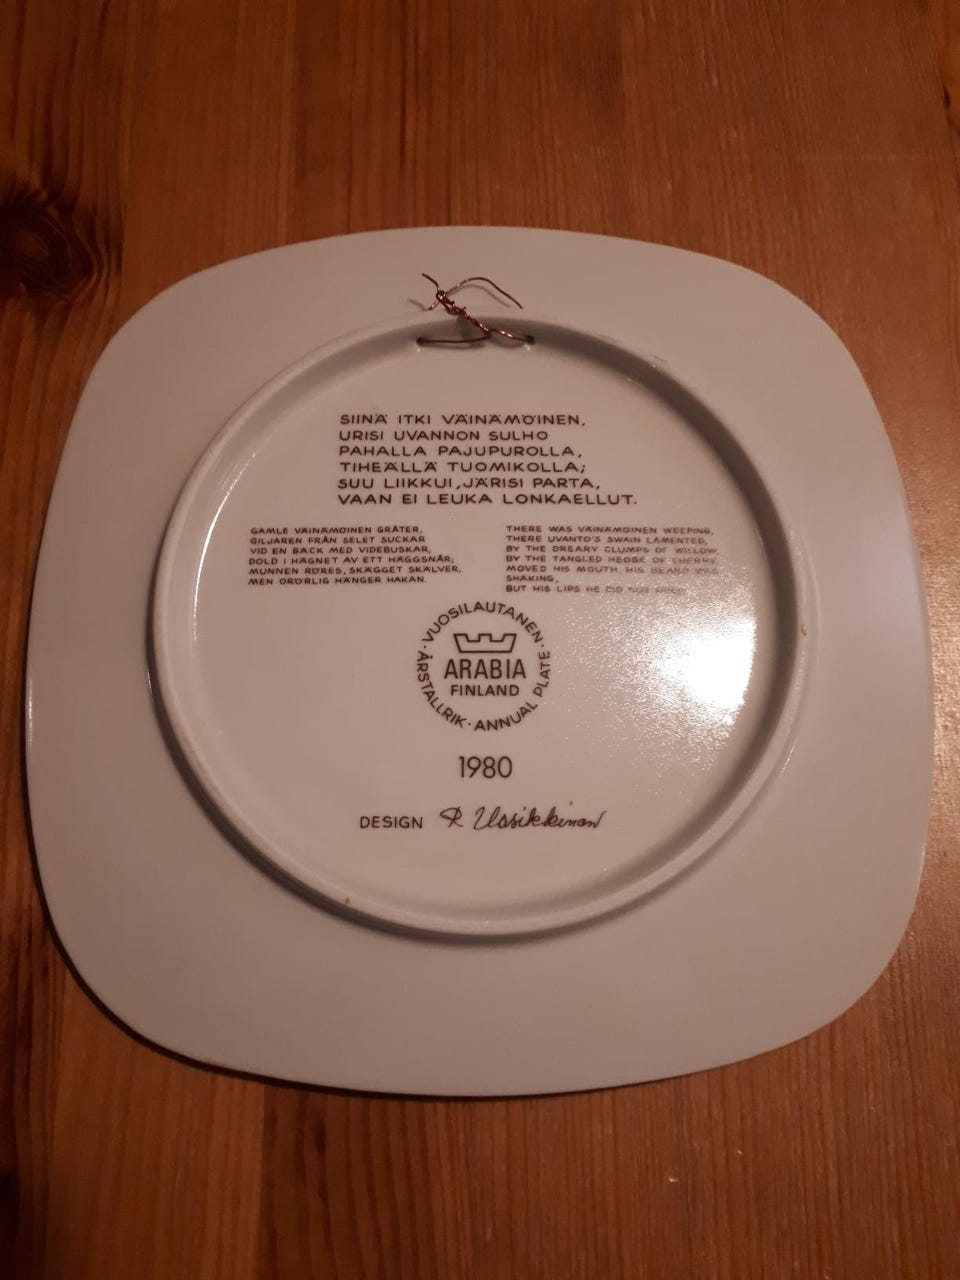 SIINÄ ITKI VÄINÄMÖINEN,
URISI UVANNON SULHO
PAHALLA PAJUPUROLLA,
TIHEÄLLÄ TUOMIKOLLA;
SUU LIIKKUI, JÄRISI PARTA,
VAAN EI LEUKA LONKAELLUT.
GAMLE VÄINÄMÖINEN GRÅTER,
GILJAREN FRÅN SELET SUCKAR
VID EN BÄCK MED VIDEBUSKAR,
DOLD I HÄGNET AV ETT HÄGGSNÅR;
MUNNEN RÖRES, SKÄGGET SKÄLVER,
MEN ORÖRLIG HÄNGER HAKAN.
THERE WAS VÄINÄMÖINEN WEEPING,
THERE UVANTO'S SWAIN LAMENTED,
BY THE DREARY CLUMPS OF WILLOW,
BY THE TANGLED HEDGE OF CHERRY
MOVED HIS MOUTH, HIS BEARD WAS
SHAKING,
BUT HIS LIPS HE DID NOT
VUOSILAUTANEN · ANNUAL PLATE · ÅRSTALLRIK ·
ARABIA
FINLAND
1980
DESIGN R. Uosikkinen